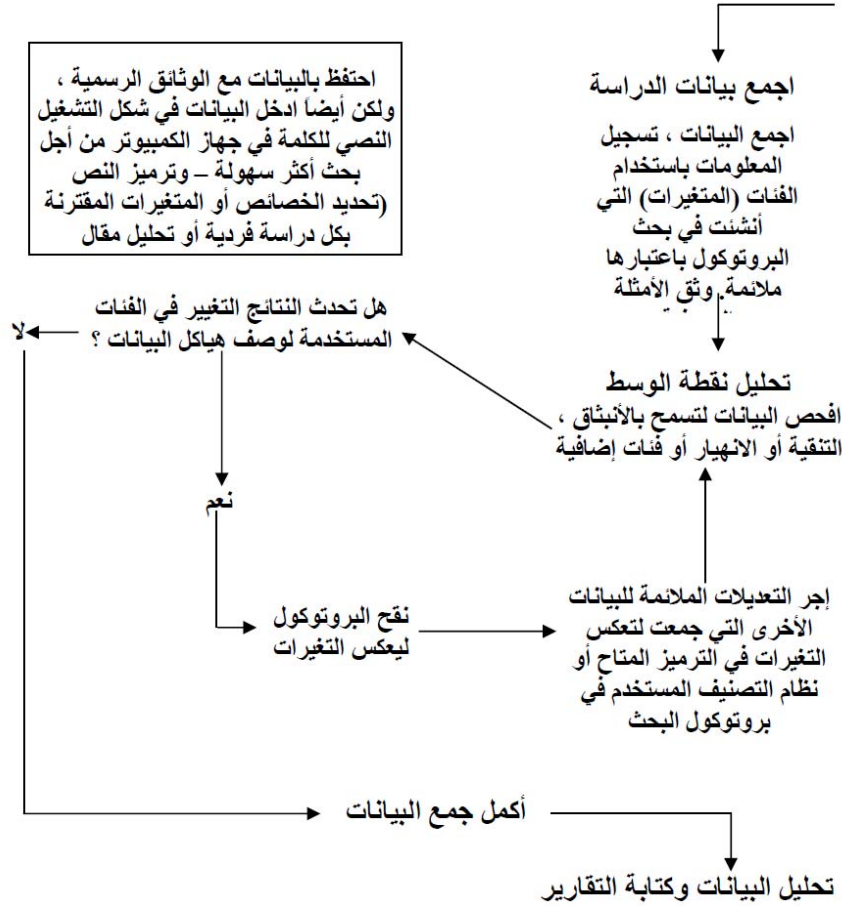 اجمع بيانات الدراسة
اجمع البيانات ، تسجيل
المعلومات باستخدام
الفئات (المتغيرات) التي
أنشئت في بحث
البروتوكول باعتبارها
ملائمة. وثق الأمثلة
احتفظ بالبيانات مع الوثائق الرسمية ،
ولكن أيضاً ادخل البيانات في شكل التشغيل
النصي للكلمة في جهاز الكمبيوتر من أجل
بحث أكثر سهولة – وترميز النص
(تحديد الخصائص أو المتغيرات المقترنة
بكل دراسة فردية أو تحليل مقال
تحليل نقطة الوسط
افحص البيانات لتسمح بالأنبثاق ،
التنقية أو الانهيار أو فئات إضافية
هل تحدث النتائج التغيير في الفئات
المستخدمة لوصف هياكل البيانات ؟
لا
نعم
نقح البروتوكول
ليعكس التغيرات
إجر التعديلات الملائمة للبيانات
الأخرى التي جمعت لتعكس
التغيرات في الترميز المتاح أو
نظام التصنيف المستخدم في
بروتوكول البحث
أكمل جمع البيانات
تحليل البيانات وكتابة التقارير